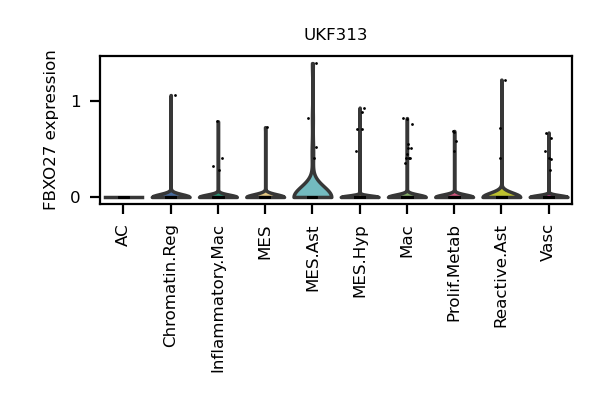 UKF313
FBXO27 expression
1
0
AC
Chromatin.Reg
Inflammatory.Mac
MES
MES.Ast
MES.Hyp
Mac
Prolif.Metab
Reactive.Ast
Vasc